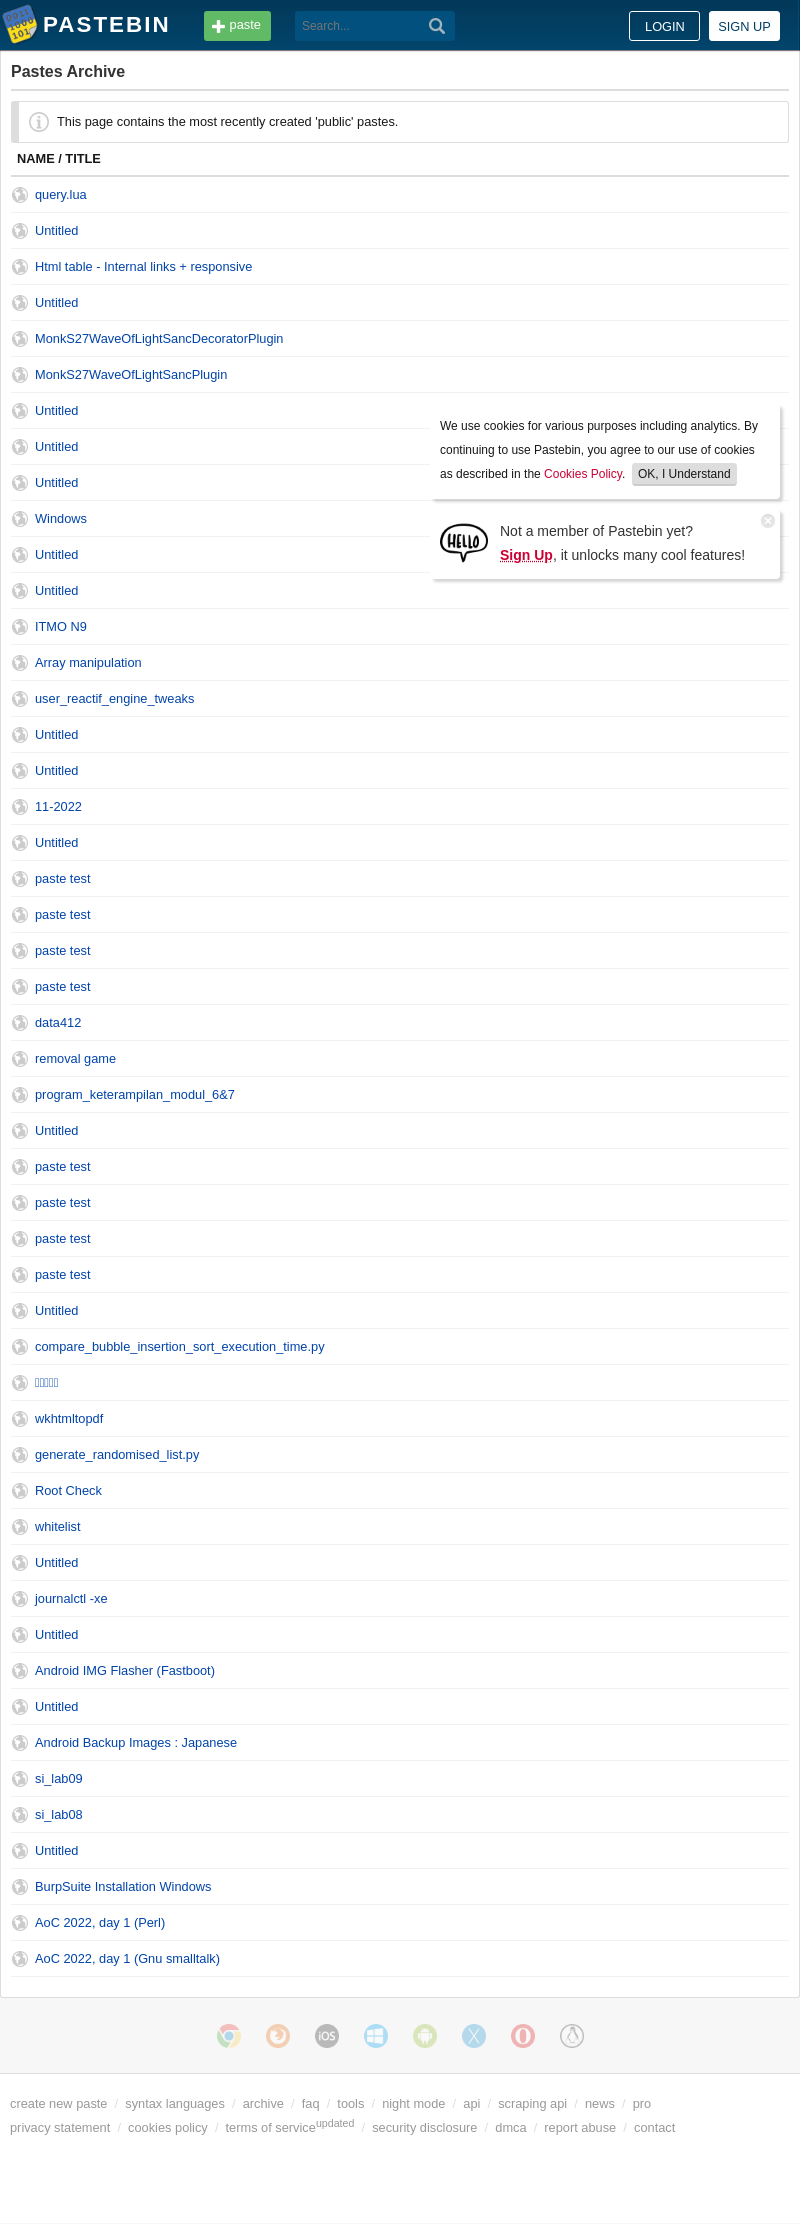 PASTEBIN
paste
Search...
LOGIN
SIGN UP
Pastes Archive
This page contains the most recently created 'public' pastes.
NAME / TITLE
query.lua
Untitled
Html table - Internal links + responsive
Untitled
MonkS27WaveOfLightSancDecoratorPlugin
MonkS27WaveOfLightSancPlugin
Untitled
Untitled
Untitled
Windows
Untitled
Untitled
We use cookies for various purposes including analytics. By
continuing to use Pastebin, you agree to our use of cookies
as described in the Cookies Policy. OK, I Understand
HELLO
Not a member of Pastebin yet?
Sign Up, it unlocks many cool features!
ITMO N9
Array manipulation
user_reactif_engine_tweaks
Untitled
Untitled
11-2022
Untitled
paste test
paste test
paste test
paste test
data412
removal game
program_keterampilan_modul_6&7
Untitled
paste test
paste test
paste test
paste test
Untitled
compare_bubble_insertion_sort_execution_time.py
wkhtmltopdf
generate_randomised_list.py
Root Check
whitelist
Untitled
journalctl -xe
Untitled
Android IMG Flasher (Fastboot)
Untitled
Android Backup Images : Japanese
si_lab09
si_lab08
Untitled
BurpSuite Installation Windows
AoC 2022, day 1 (Perl)
AoC 2022, day 1 (Gnu smalltalk)
iOS
create new paste / syntax languages / archive / faq / tools / night mode / api / scraping api / news / pro
privacy statement / cookies policy / terms of service updated / security disclosure / dmca / report abuse / contact